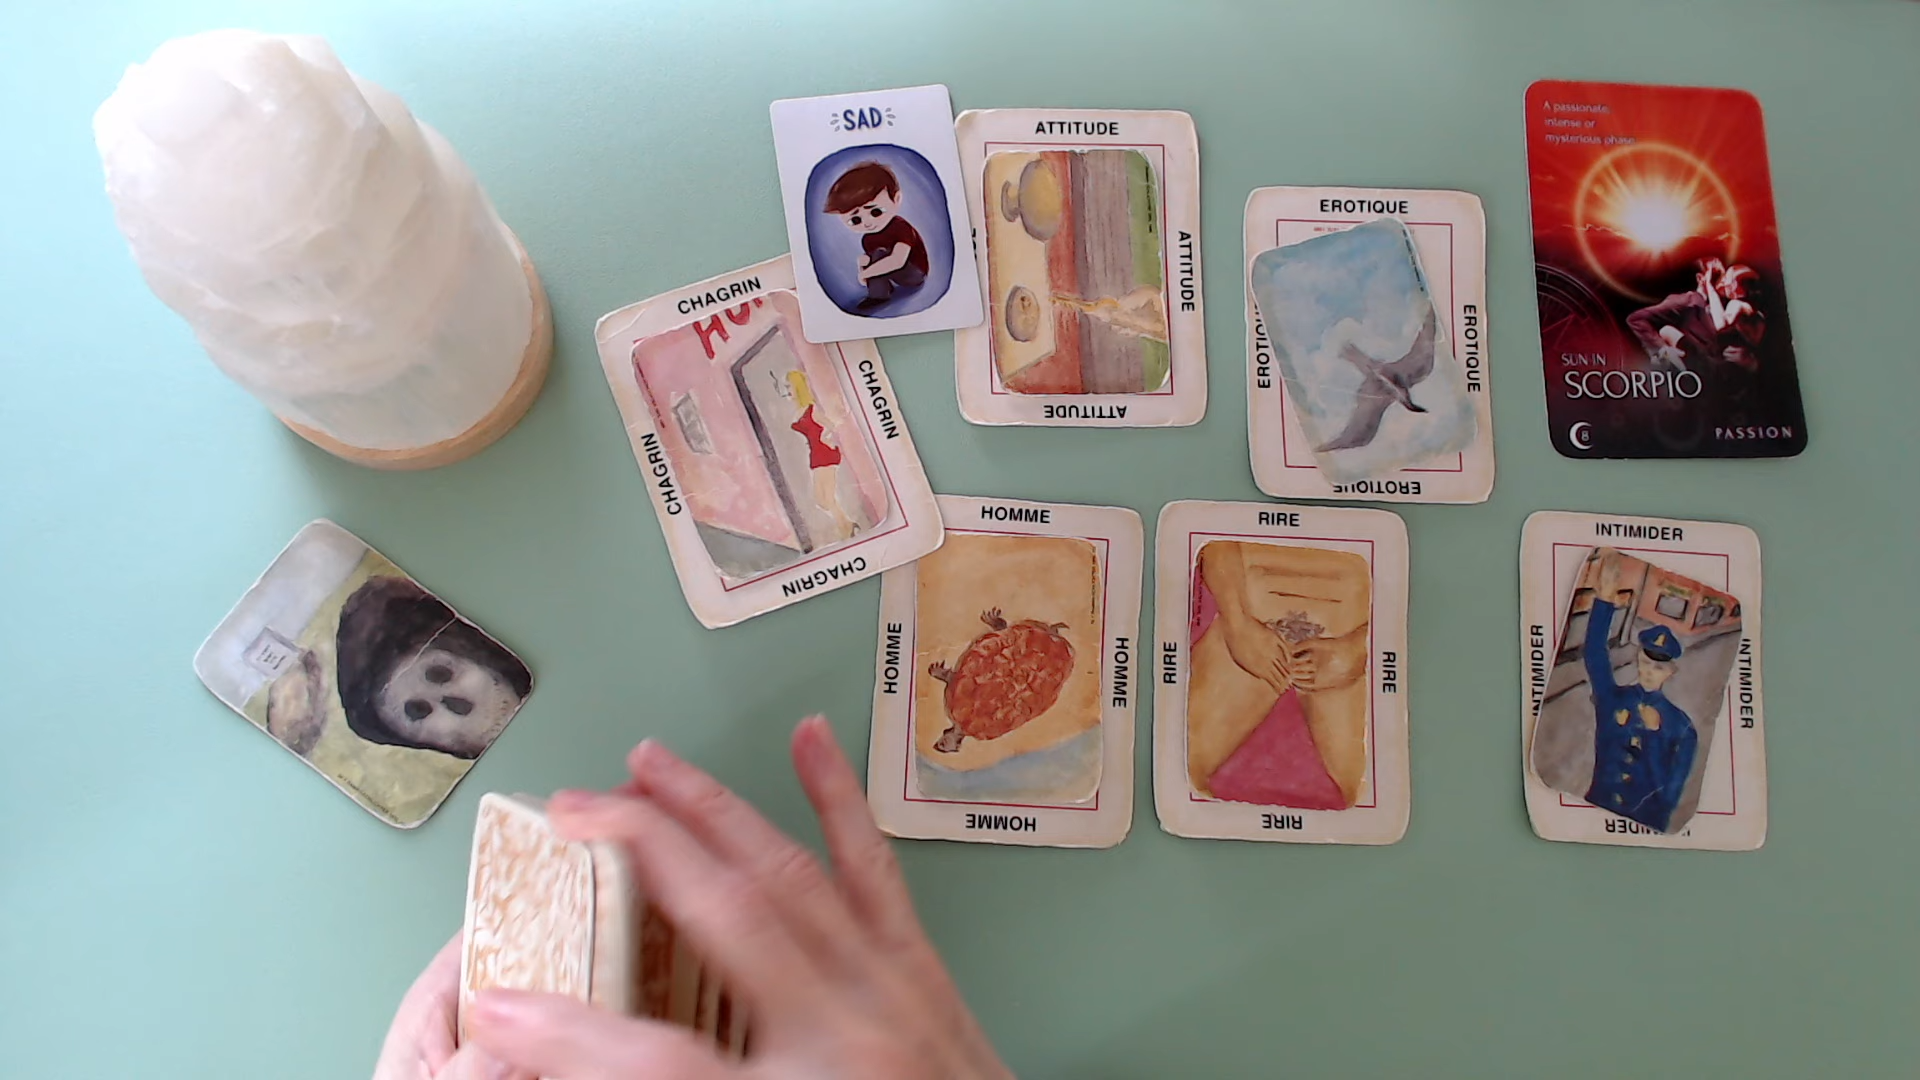 SAD
ATTITUDE
ATTITUDE
ATTITUDE
CHAGRIN
CHAGRIN
CHAGRIN
CHAGRIN
EROTIQUE
EROTIQUE
EROTIQUE
A passionate,
intense or
mysterious phase
SUN IN
SCORPIO
8
PASSION
HOMME
HOMME
HOMME
HOMME
RIRE
RIRE
RIRE
RIRE
INTIMIDER
INTIMIDER
INTIMIDER